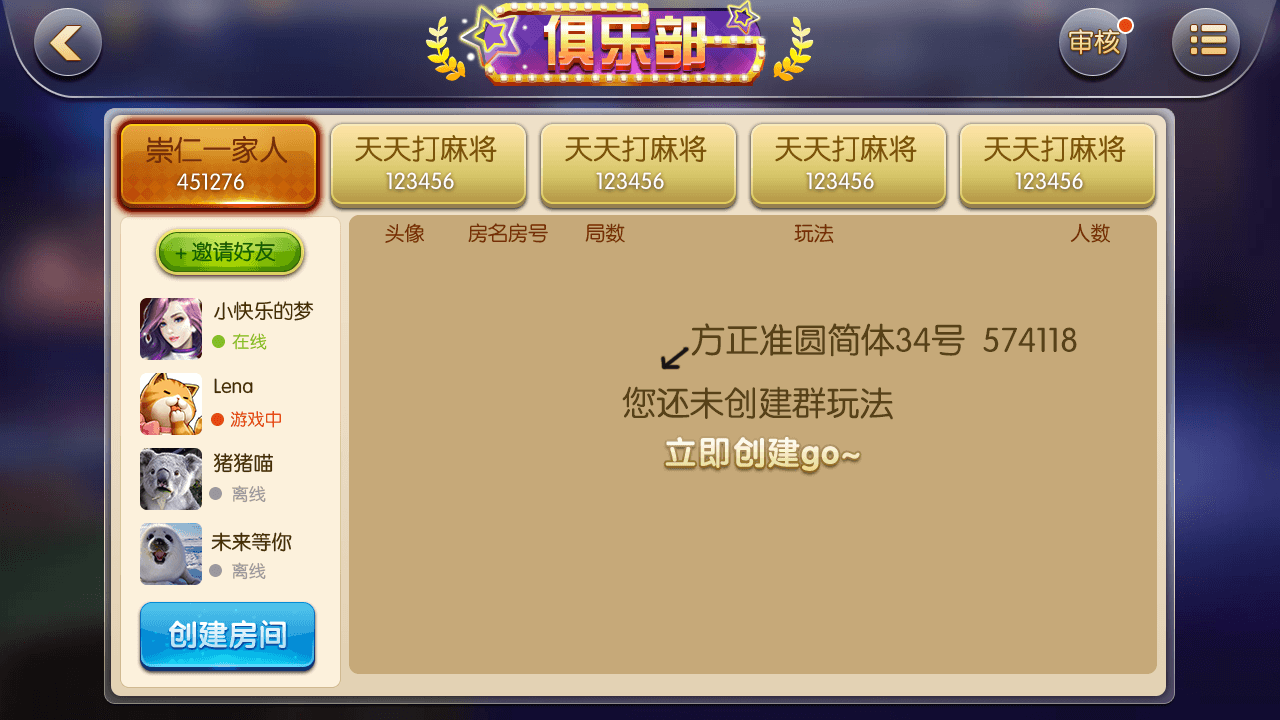 俱乐部
审核
崇仁一家人
451276
天天打麻将
123456
天天打麻将
123456
天天打麻将
123456
天天打麻将
123456
+邀请好友
小快乐的梦
在线
Lena
游戏中
猪猪喵
离线
未来等你
离线
创建房间
头像 房名房号 局数 玩法 人数
方正准圆简体34号 574118
您还未创建群玩法
立即创建go~